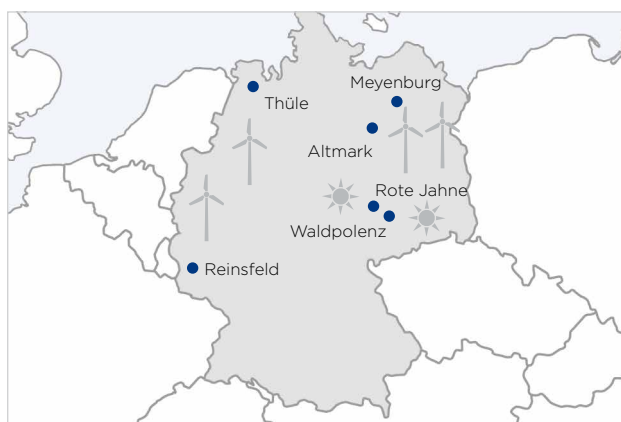 Meyenburg
Thüle
Altmark
Rote Jahne
Waldpolenz
Reinsfeld